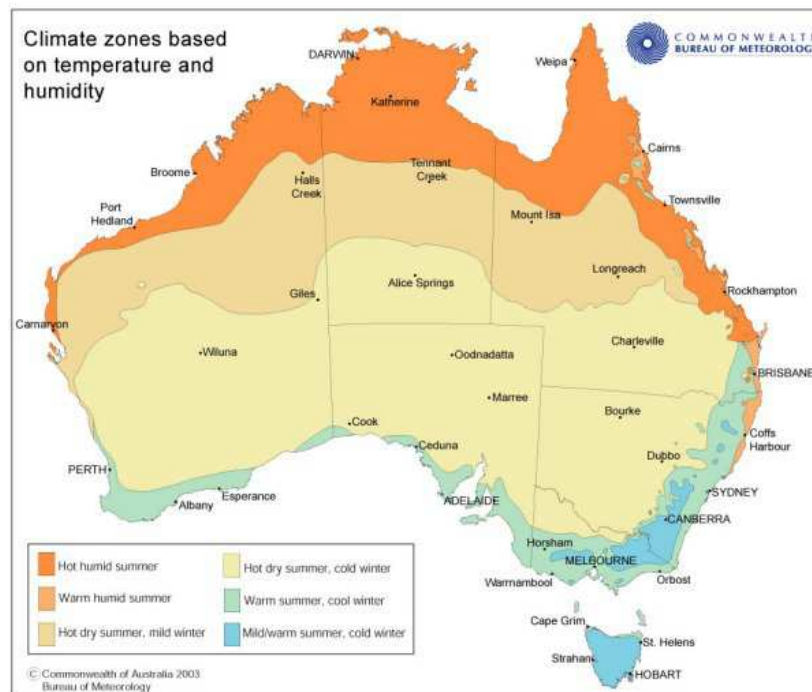 Climate zones based
on temperature and
humidity
COMMONWEALTH
BUREAU OF METEOROLOGY
DARWIN
Weipa
Katherine
Cairns
Broome
Halls
Creek
Tennant
Creek
Townsville
Port
Hedland
Mount Isa
Longreach
Giles
Alice Springs
Rockhampton
Carnarvon
Wiluna
Oodnadatta
Charleville
BRISBANE
Marree
Bourke
Cook
Ceduna
Coffs
Harbour
Dubbo
PERTH
Esperance
Albany
ADELAIDE
SYDNEY
CANBERRA
Horsham
MELBOURNE
Warrnambool
Orbost
Cape Grim
St. Helens
Strahan
HOBART
Hot humid summer
Warm humid summer
Hot dry summer, mild winter
Hot dry summer, cold winter
Warm summer, cool winter
Mild/warm summer, cold winter
© Commonwealth of Australia 2003
Bureau of Meteorology